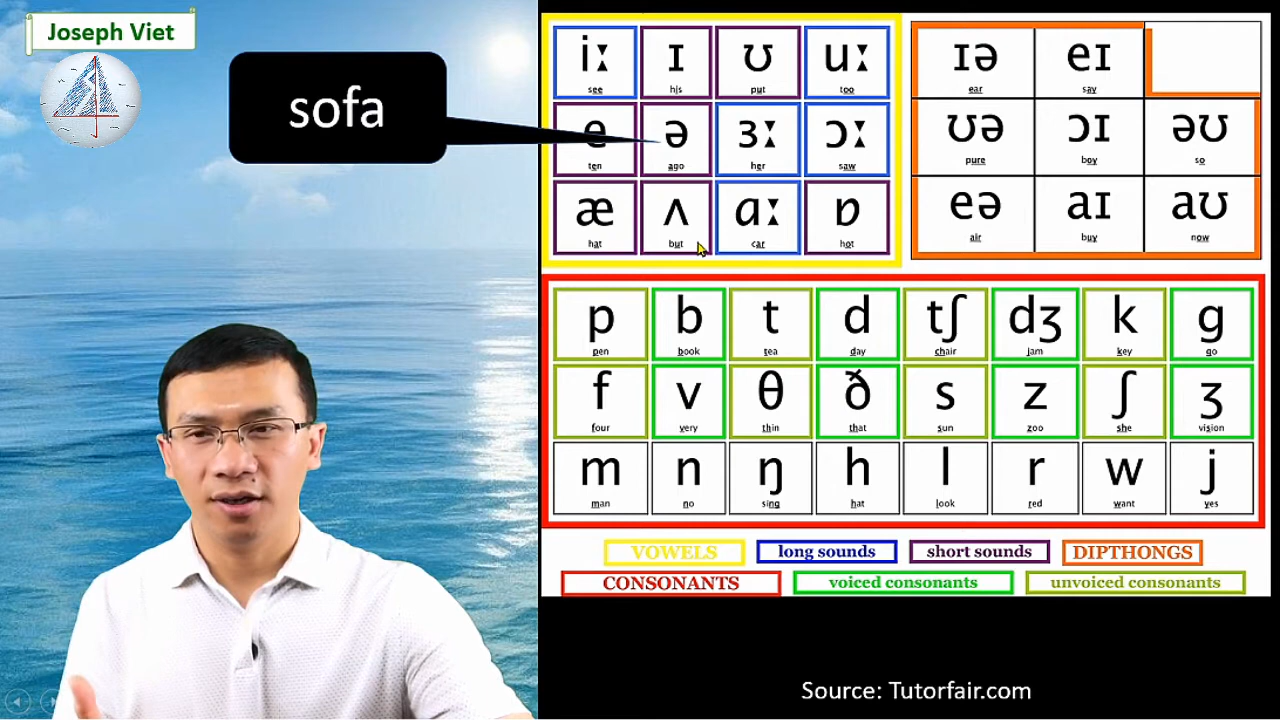 Joseph Viet
sofa
iː ɪ ʊ uː
see his put too
e ə ɜː ɔː
ten ago her saw
æ ʌ ɑː ɒ
hat but car hot
ɪə eɪ
ear say
ʊə ɔɪ əʊ
pure boy so
eə aɪ aʊ
air buy now
p b t d tʃ dʒ k g
pen book tea day chair jam key go
f v θ ð s z ʃ ʒ
four very thin that sun zoo she vision
m n ŋ h l r w j
man no sing hat look red want yes
VOWELS long sounds short sounds DIPTHONGS
CONSONANTS voiced consonants unvoiced consonants
Source: Tutorfair.com